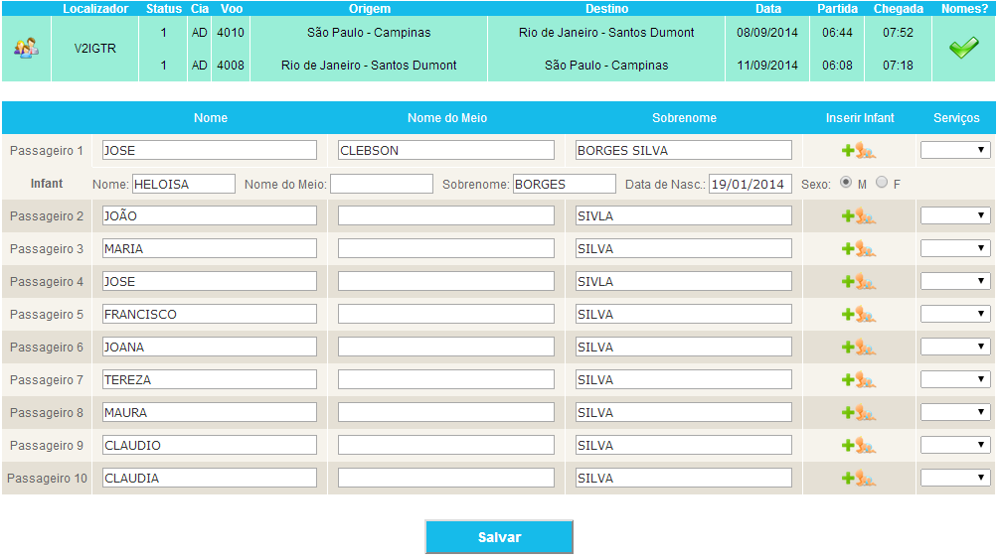 Localizador Status Cia Voo Origem Destino Data Partida Chegada Nomes?
V2IGTR
1 AD 4010 São Paulo - Campinas Rio de Janeiro - Santos Dumont 08/09/2014 06:44 07:52
1 AD 4008 Rio de Janeiro - Santos Dumont São Paulo - Campinas 11/09/2014 06:08 07:18
Nome Nome do Meio Sobrenome Inserir Infant Serviços
Passageiro 1 JOSE CLEBSON BORGES SILVA
Infant Nome: HELOISA Nome do Meio: Sobrenome: BORGES Data de Nasc.: 19/01/2014 Sexo: M F
Passageiro 2 JOÃO SIVLA
Passageiro 3 MARIA SILVA
Passageiro 4 JOSE SIVLA
Passageiro 5 FRANCISCO SILVA
Passageiro 6 JOANA SILVA
Passageiro 7 TEREZA SILVA
Passageiro 8 MAURA SILVA
Passageiro 9 CLAUDIO SILVA
Passageiro 10 CLAUDIA SILVA
Salvar